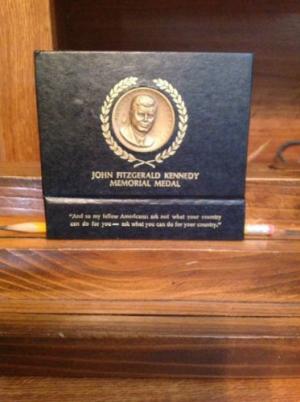 JOHN FITZGERALD KENNEDY
MEMORIAL MEDAL
"And so my fellow Americans: ask not what your country
can do for you — ask what you can do for your country."